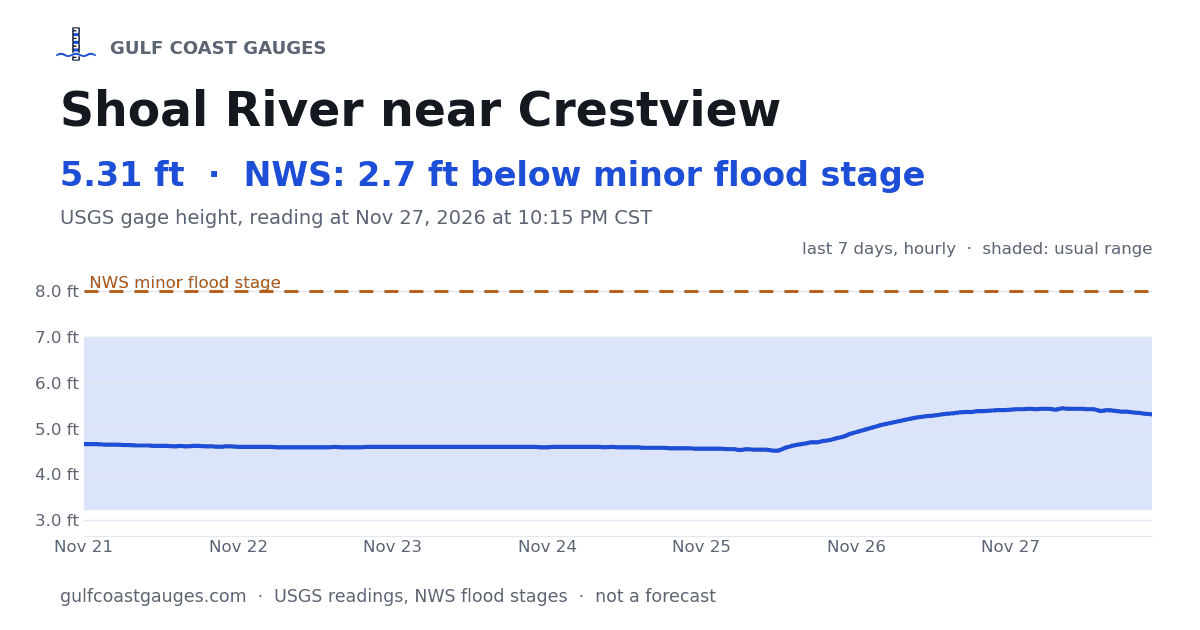 GULF COAST GAUGES
Shoal River near Crestview
5.31 ft · NWS: 2.7 ft below minor flood stage
USGS gage height, reading at Nov 27, 2026 at 10:15 PM CST
last 7 days, hourly · shaded: usual range
NWS minor flood stage
8.0 ft
7.0 ft
6.0 ft
5.0 ft
4.0 ft
3.0 ft
Nov 21 Nov 22 Nov 23 Nov 24 Nov 25 Nov 26 Nov 27
gulfcoastgauges.com · USGS readings, NWS flood stages · not a forecast